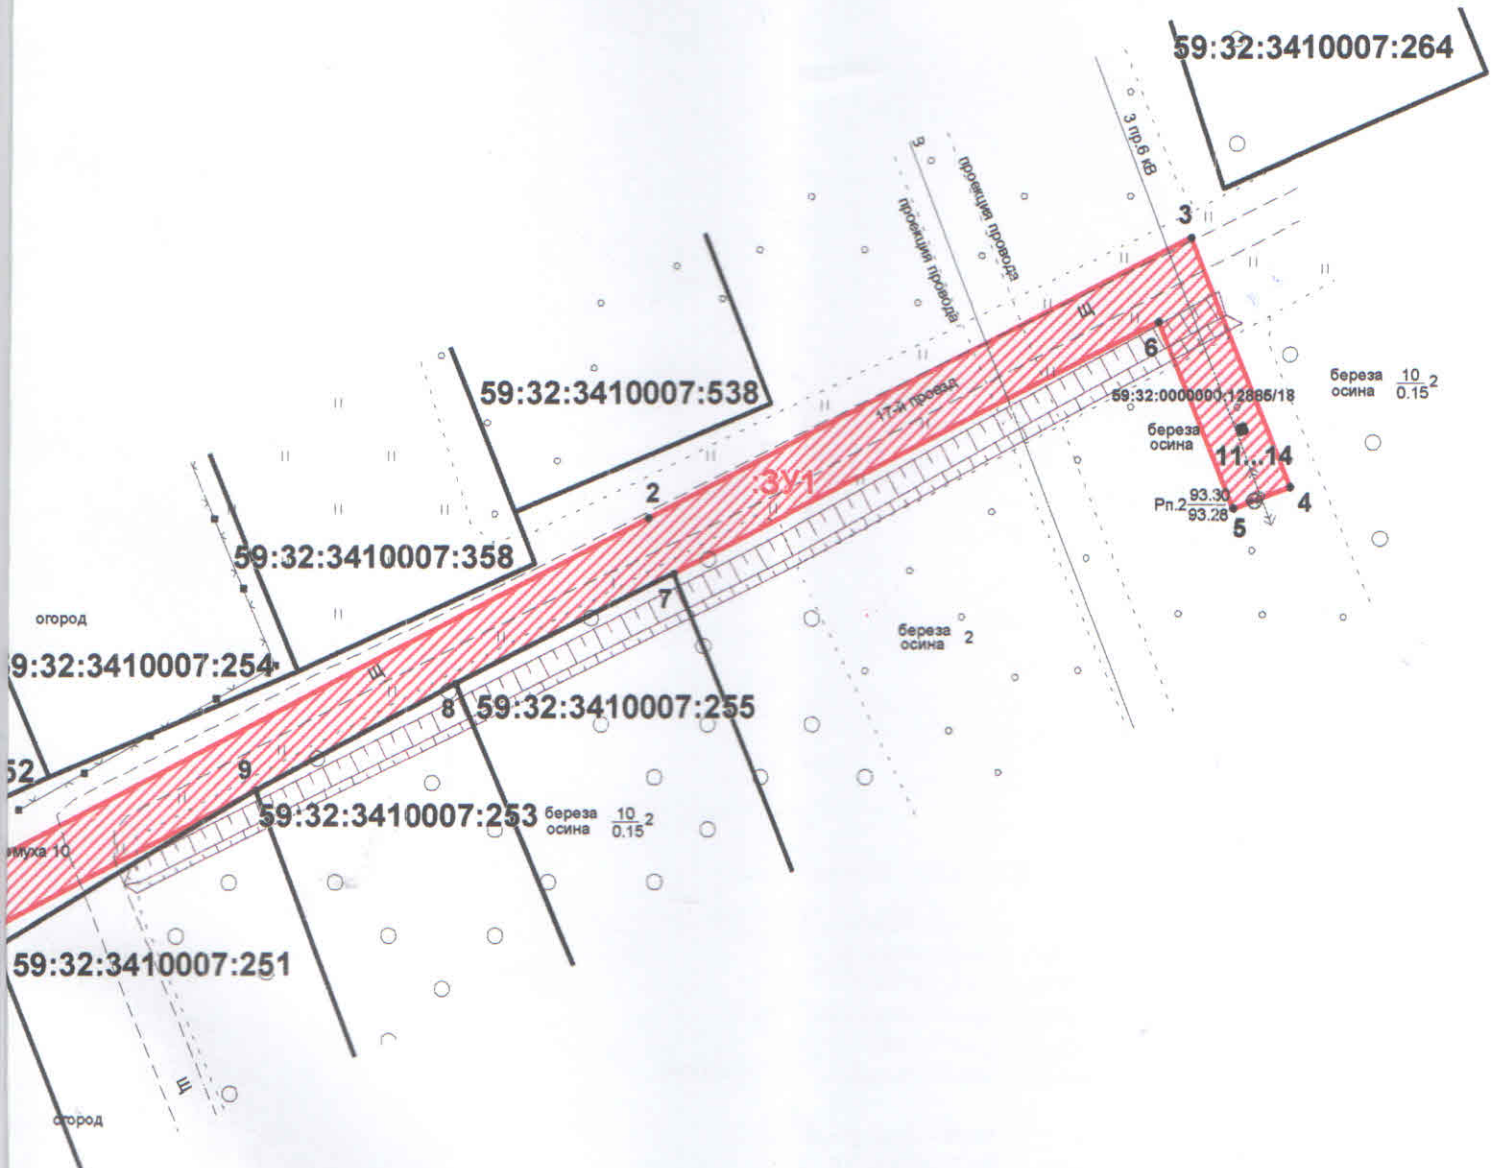 59:32:3410007:264
3 пр.6 кВ
3
проекция провода
проекция провода
3
Щ
6
59:32:3410007:538
17-й проезд
59:32:0000000:12885/18
береза 10
осина 0.15 2
береза
осина
11...14
:ЗУ1
2
4
Рп.2 93.30
93.28
5
59:32:3410007:358
7
огород
береза
осина 2
9:32:3410007:254
Щ
8
59:32:3410007:255
52
9
59:32:3410007:253
береза 10
осина 0.15 2
муха 10
59:32:3410007:251
Щ
огород